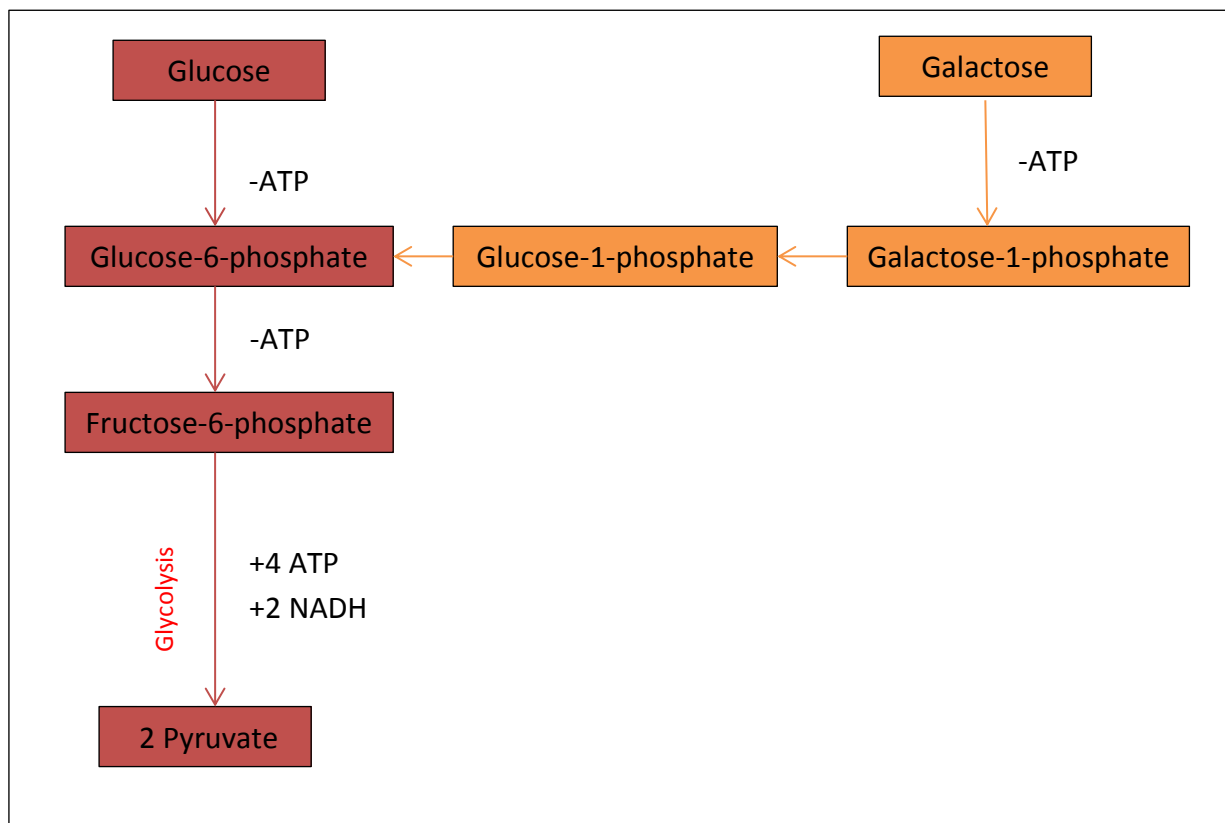 Glucose
Galactose
-ATP
-ATP
Glucose-6-phosphate
Glucose-1-phosphate
Galactose-1-phosphate
-ATP
Fructose-6-phosphate
Glycolysis
+4 ATP
+2 NADH
2 Pyruvate